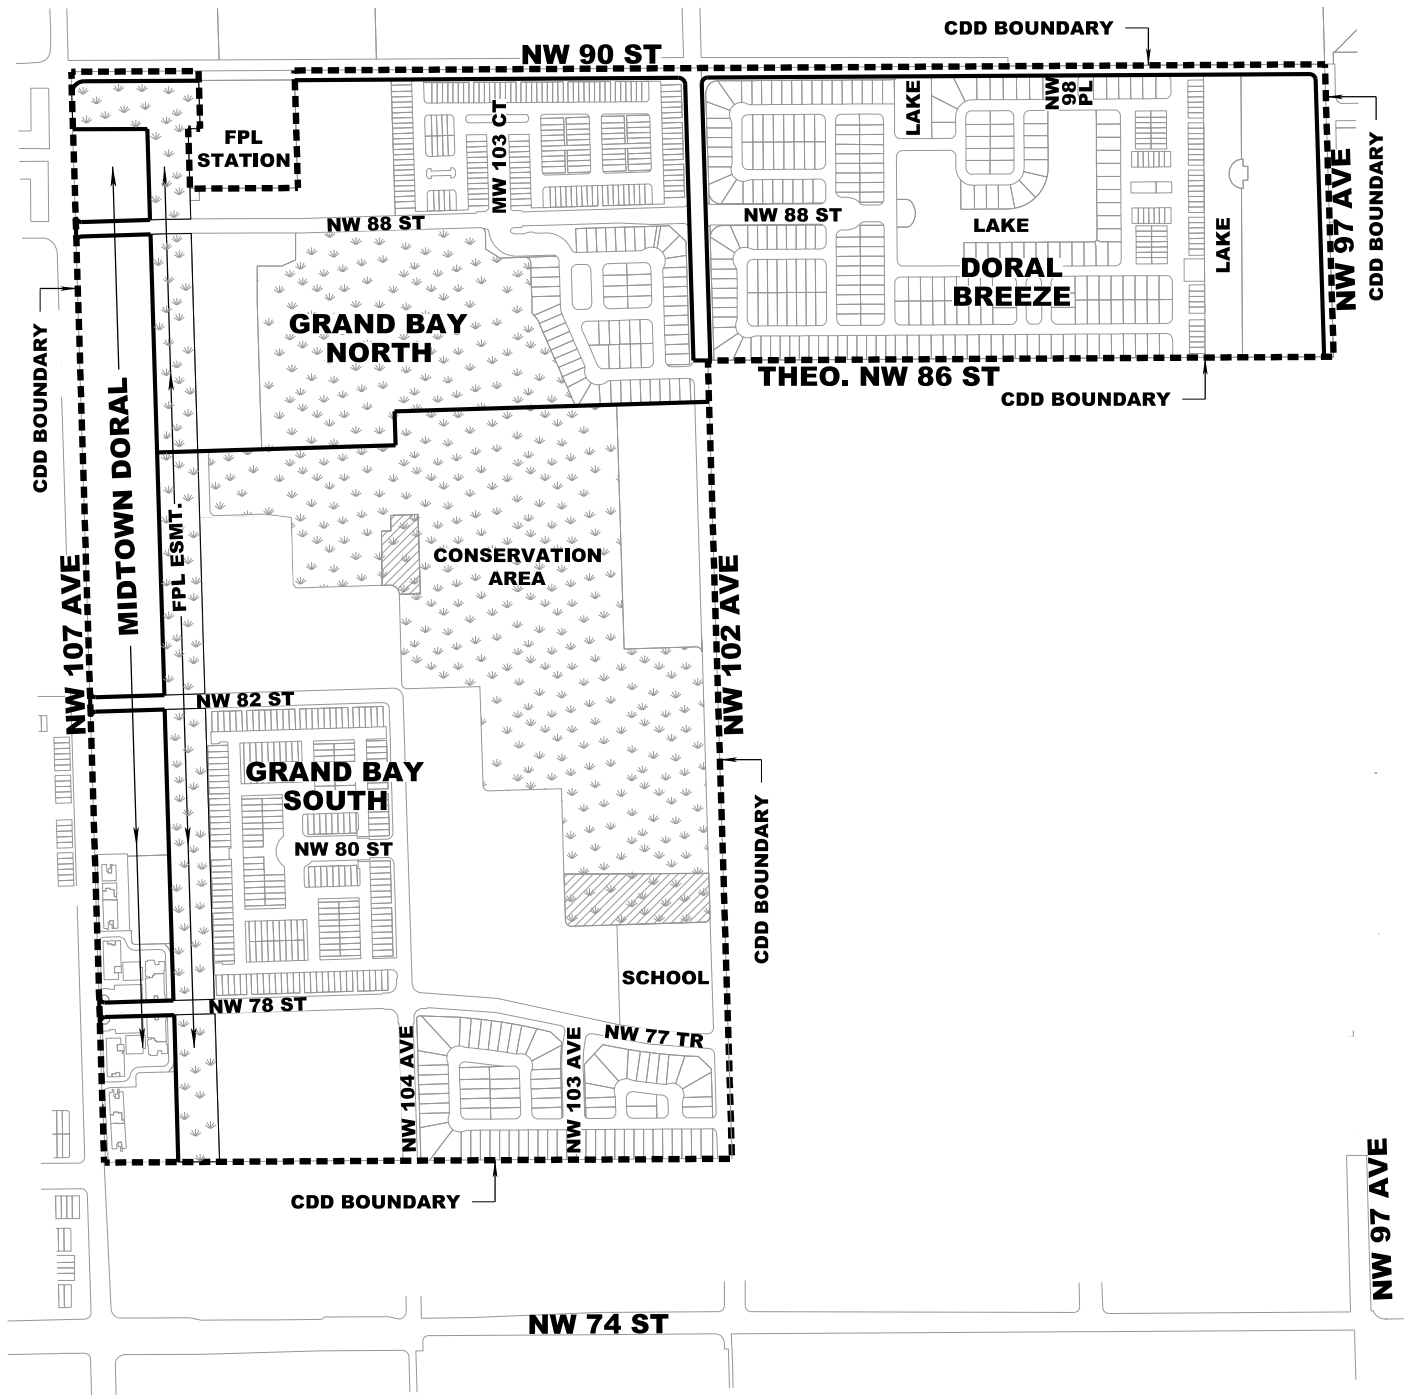 CDD BOUNDARY
NW 90 ST
NW
98
PL
LAKE
MW 103 CT
FPL
STATION
NW 97 AVE
CDD BOUNDARY
NW 88 ST
NW 88 ST
LAKE
LAKE
DORAL
BREEZE
GRAND BAY
NORTH
THEO. NW 86 ST
CDD BOUNDARY
CDD BOUNDARY
MIDTOWN DORAL
FPL ESMT.
CONSERVATION
AREA
NW 107 AVE
NW 102 AVE
NW 82 ST
GRAND BAY
SOUTH
NW 80 ST
CDD BOUNDARY
SCHOOL
NW 78 ST
NW 77 TR
NW 104 AVE
NW 103 AVE
CDD BOUNDARY
NW 97 AVE
NW 74 ST